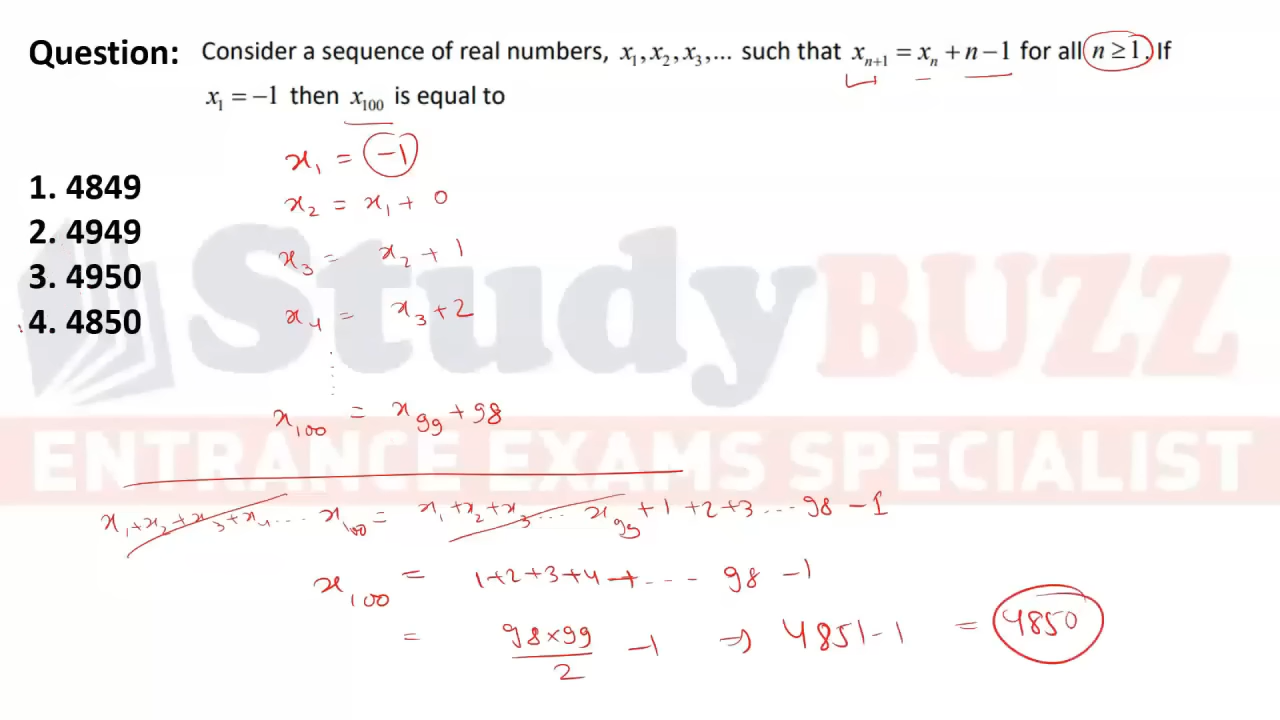 Question: Consider a sequence of real numbers, x₁, x₂, x₃,... such that xₙ₊₁ = xₙ + n − 1 for all n ≥ 1. If
x₁ = −1 then x₁₀₀ is equal to
1. 4849
2. 4949
3. 4950
4. 4850
x₁ = −1
x₂ = x₁ + 0
x₃ = x₂ + 1
x₄ = x₃ + 2
x₁₀₀ = x₉₉ + 98
x₁ + x₂ + x₃ + x₄ .... x₁₀₀ = x₁ + x₂ + x₃ ... x₉₉ + 1 + 2 + 3 ... 98 − 1
x₁₀₀ = 1 + 2 + 3 + 4 + .... 98 − 1
= 98 × 99 / 2 − 1 ⇒ 4851 − 1 = 4850
StudyBUZZ
ENTRANCE EXAMS SPECIALIST